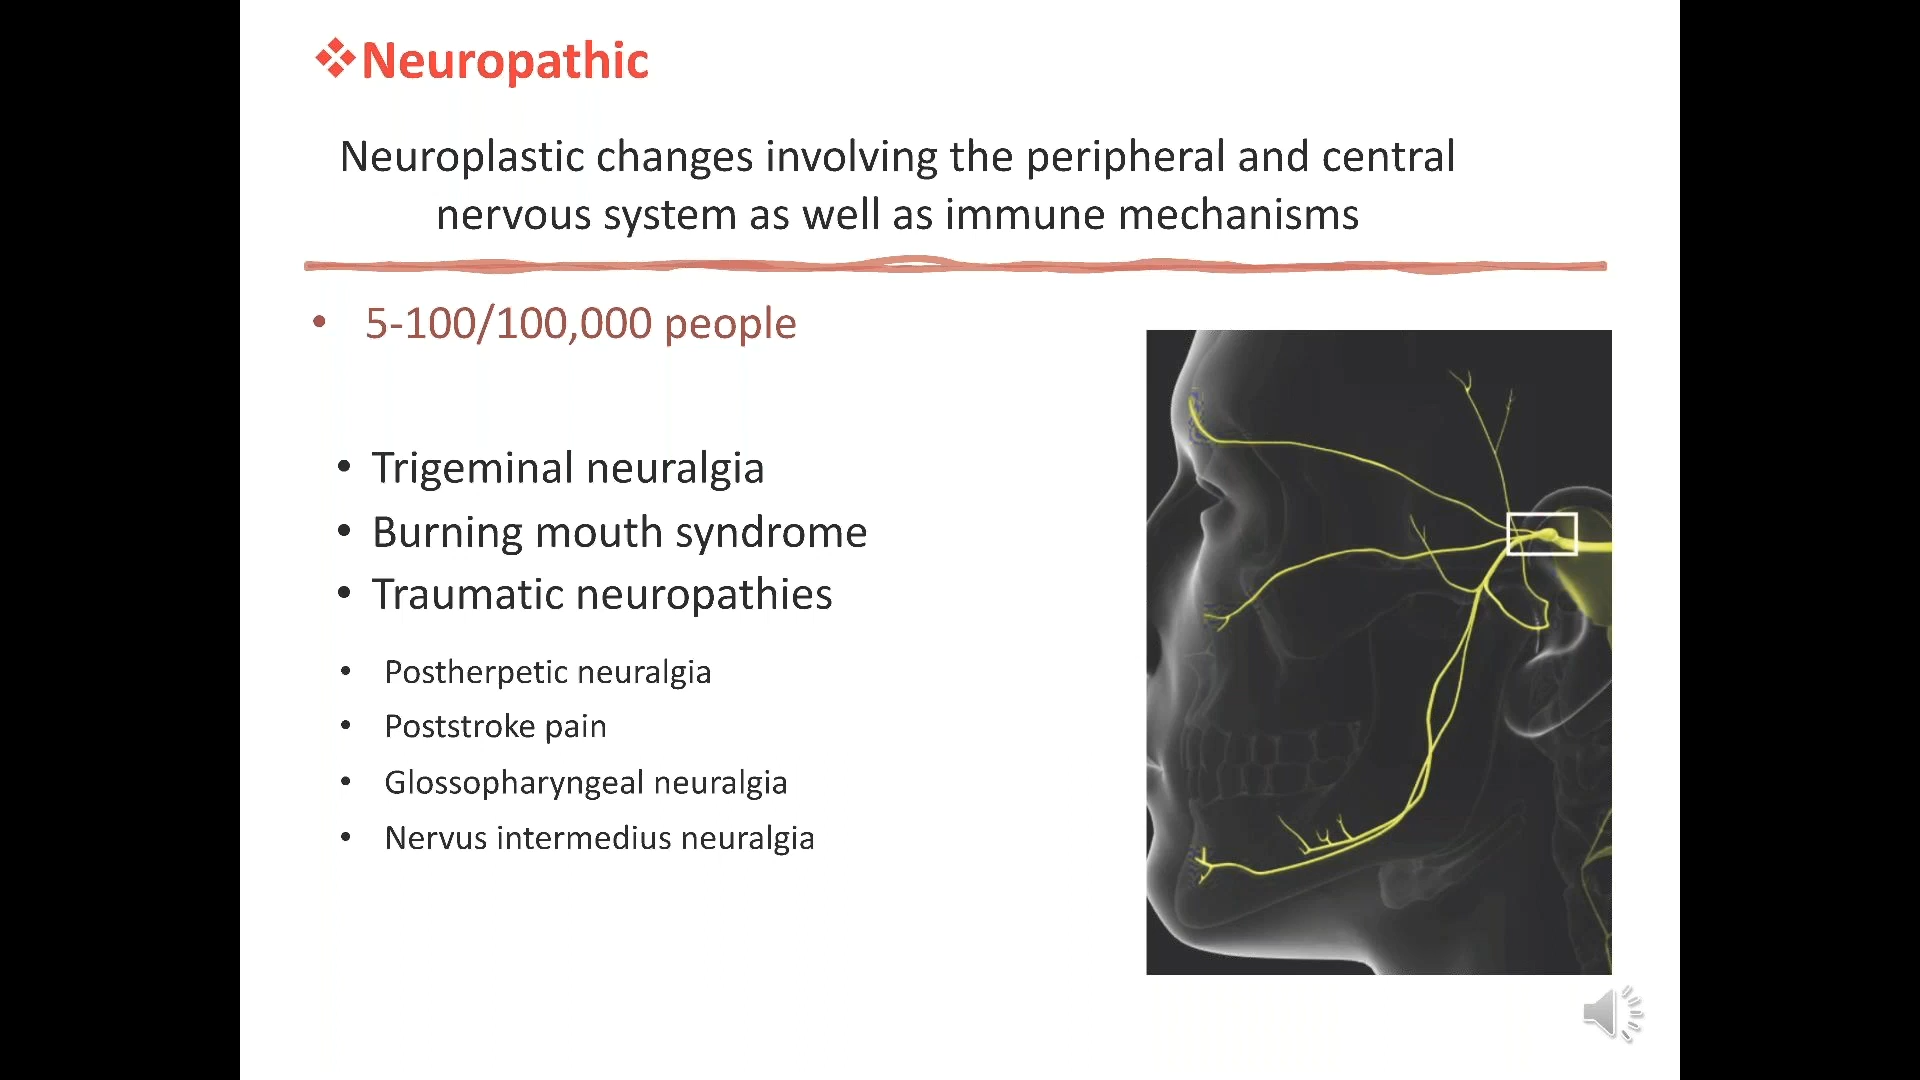 ❖Neuropathic
Neuroplastic changes involving the peripheral and central
nervous system as well as immune mechanisms
• 5-100/100,000 people
• Trigeminal neuralgia
• Burning mouth syndrome
• Traumatic neuropathies
• Postherpetic neuralgia
• Poststroke pain
• Glossopharyngeal neuralgia
• Nervus intermedius neuralgia